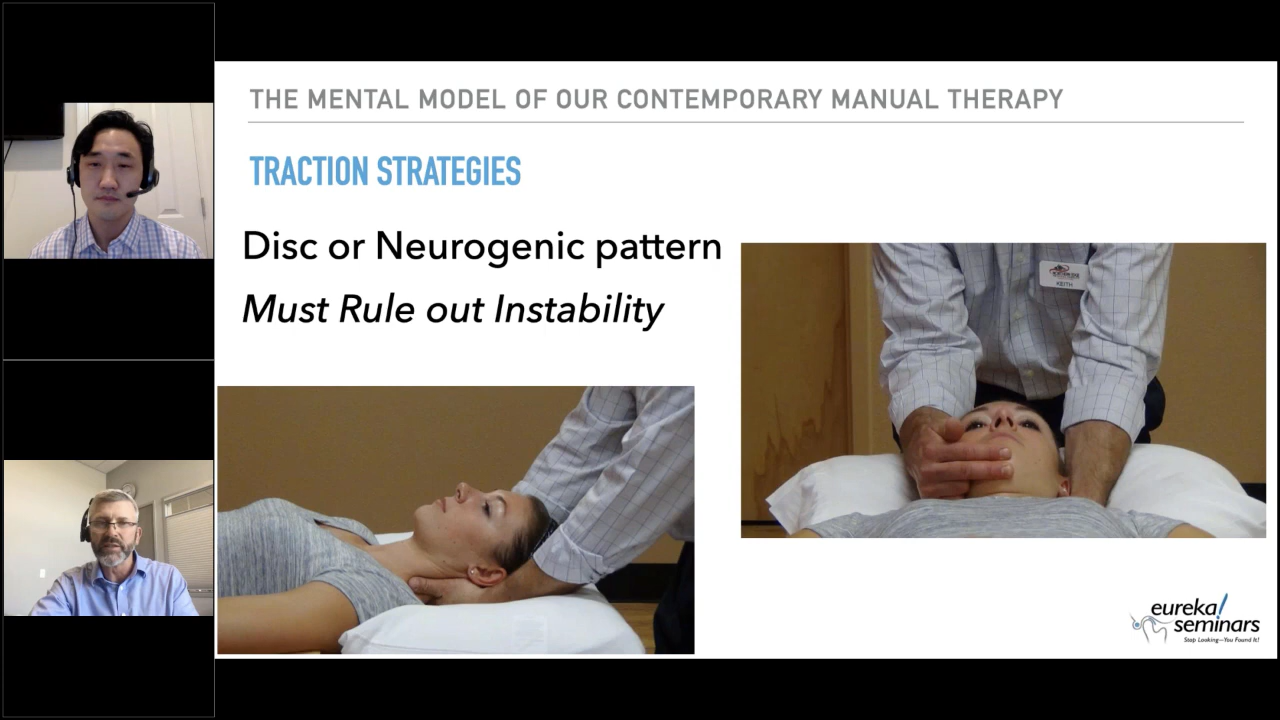 THE MENTAL MODEL OF OUR CONTEMPORARY MANUAL THERAPY
TRACTION STRATEGIES
Disc or Neurogenic pattern
Must Rule out Instability
KEITH
eureka!
seminars
Stop Looking—You Found It!